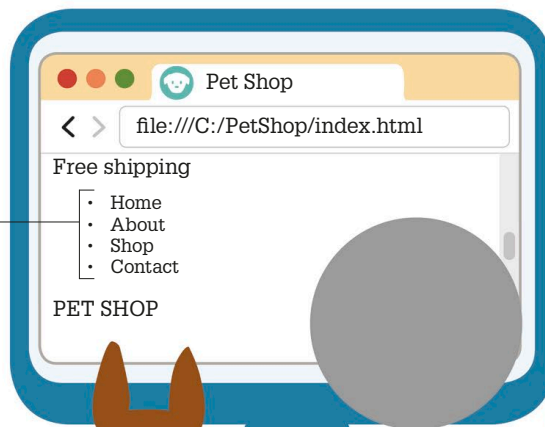 Pet Shop
file:///C:/PetShop/index.html
Free shipping
• Home
• About
• Shop
• Contact
PET SHOP